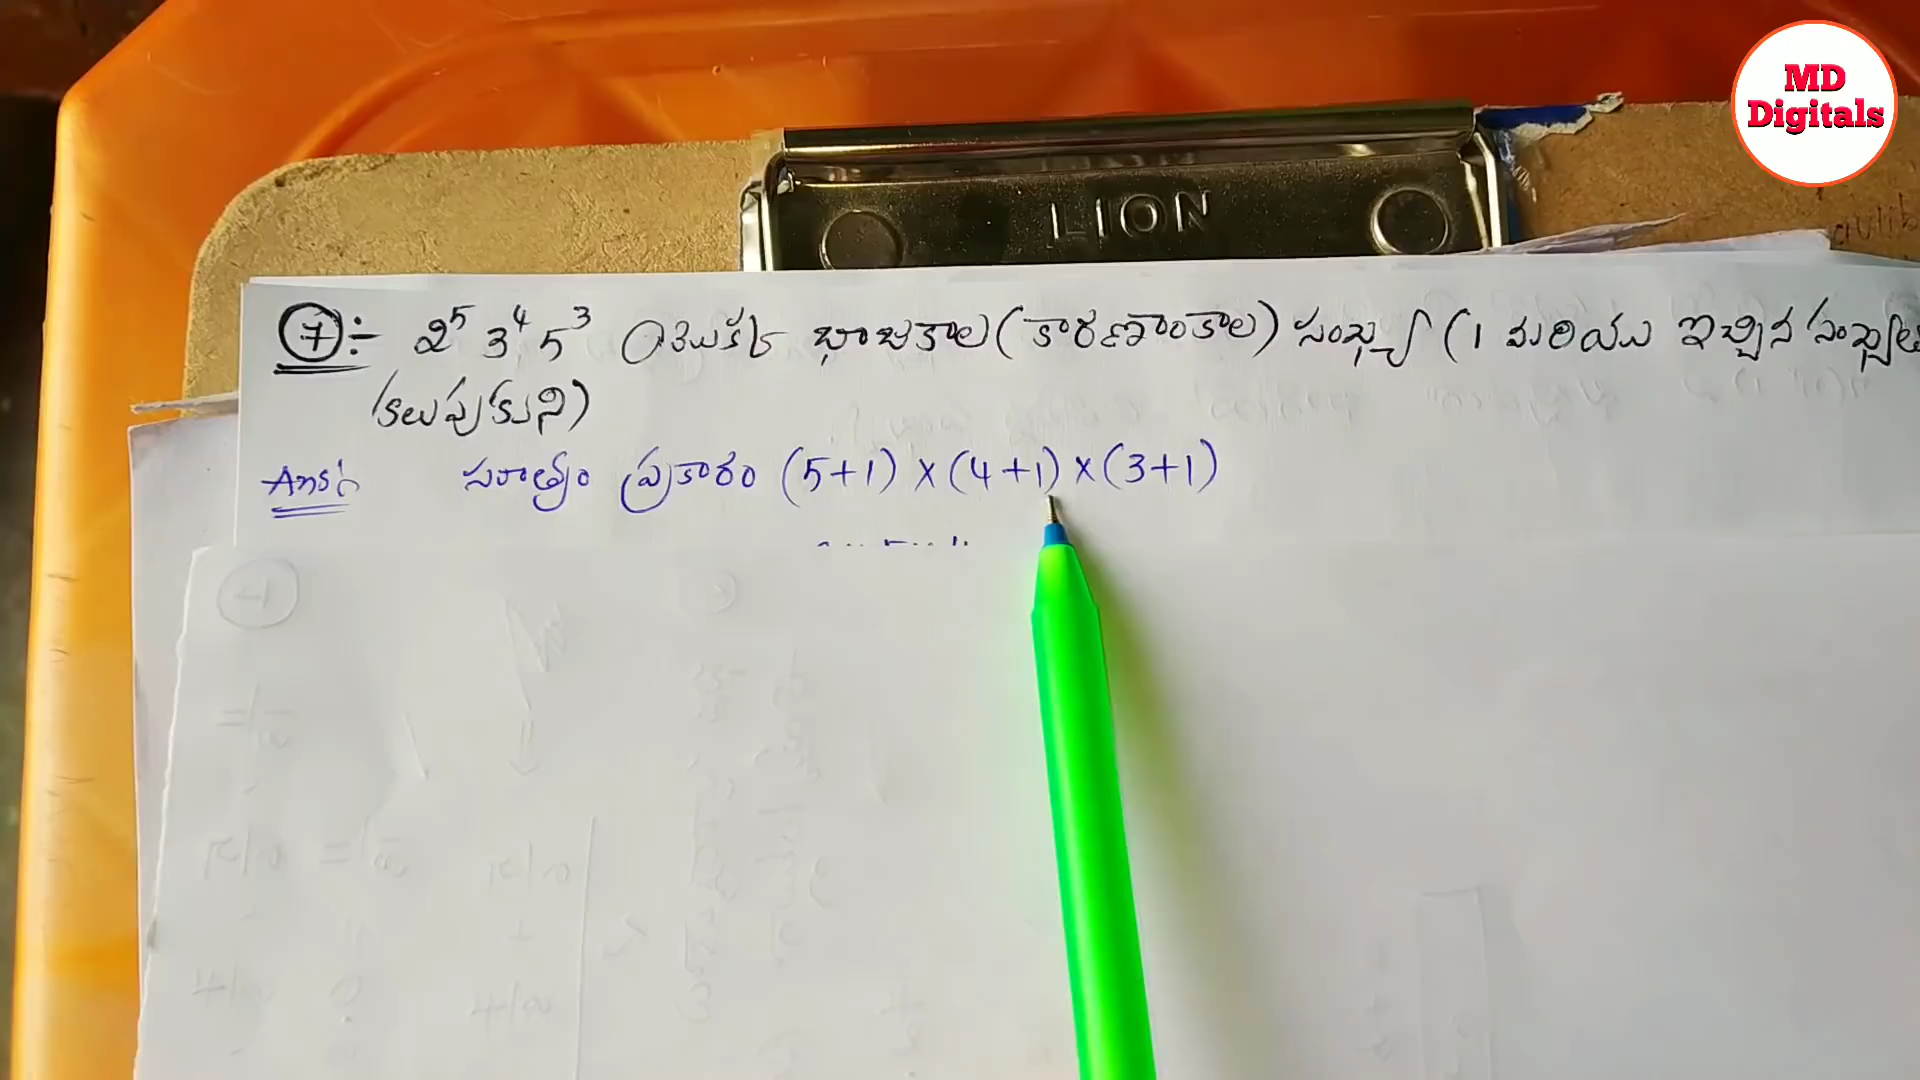 MD
Digitals
LION
7:- 2⁵ 3⁴ 5³ యొక్క భాజకాల (కారణాంకాల) సంఖ్య (1 మరియు ఇచ్చిన సంఖ్యల
కలుపుకుని)
Ans: సూత్రం ప్రకారం (5+1) × (4+1) × (3+1)